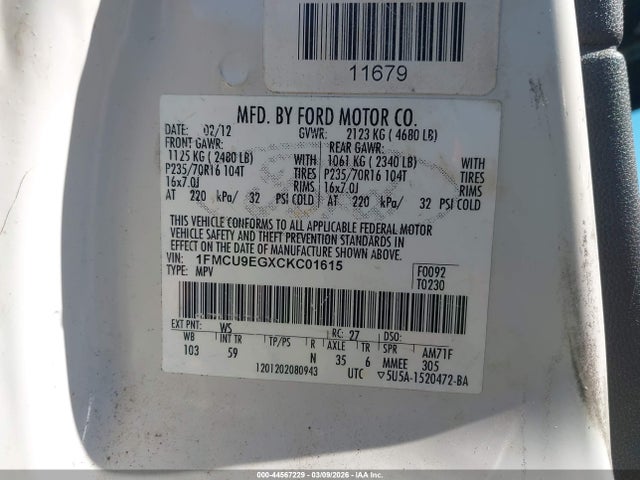 11679
MFD. BY FORD MOTOR CO.
DATE: 02/12 GVWR: 2123 KG ( 4680 LB)
FRONT GAWR: REAR GAWR:
1125 KG ( 2480 LB) WITH 1061 KG ( 2340 LB) WITH
P235/70R16 104T TIRES P235/70R16 104T TIRES
16x7.0J RIMS 16x7.0J RIMS
AT 220 kPa/ 32 PSI COLD AT 220 kPa/ 32 PSI COLD
THIS VEHICLE CONFORMS TO ALL APPLICABLE FEDERAL MOTOR
VEHICLE SAFETY AND THEFT PREVENTION STANDARDS IN
EFFECT ON THE DATE OF MANUFACTURE SHOWN ABOVE.
VIN: 1FMCU9EGXCKC01615
TYPE: MPV
F0092
T0230
EXT PNT: WS RC: 27 DSO:
WB INT TR TP/PS R AXLE TR SPR AM71F
103 59 N 35 6 MMEE 305
1201202080943 UTC ▽5U5A-1520472-BA
000-44567229 - 03/09/2026 - IAAI.COM